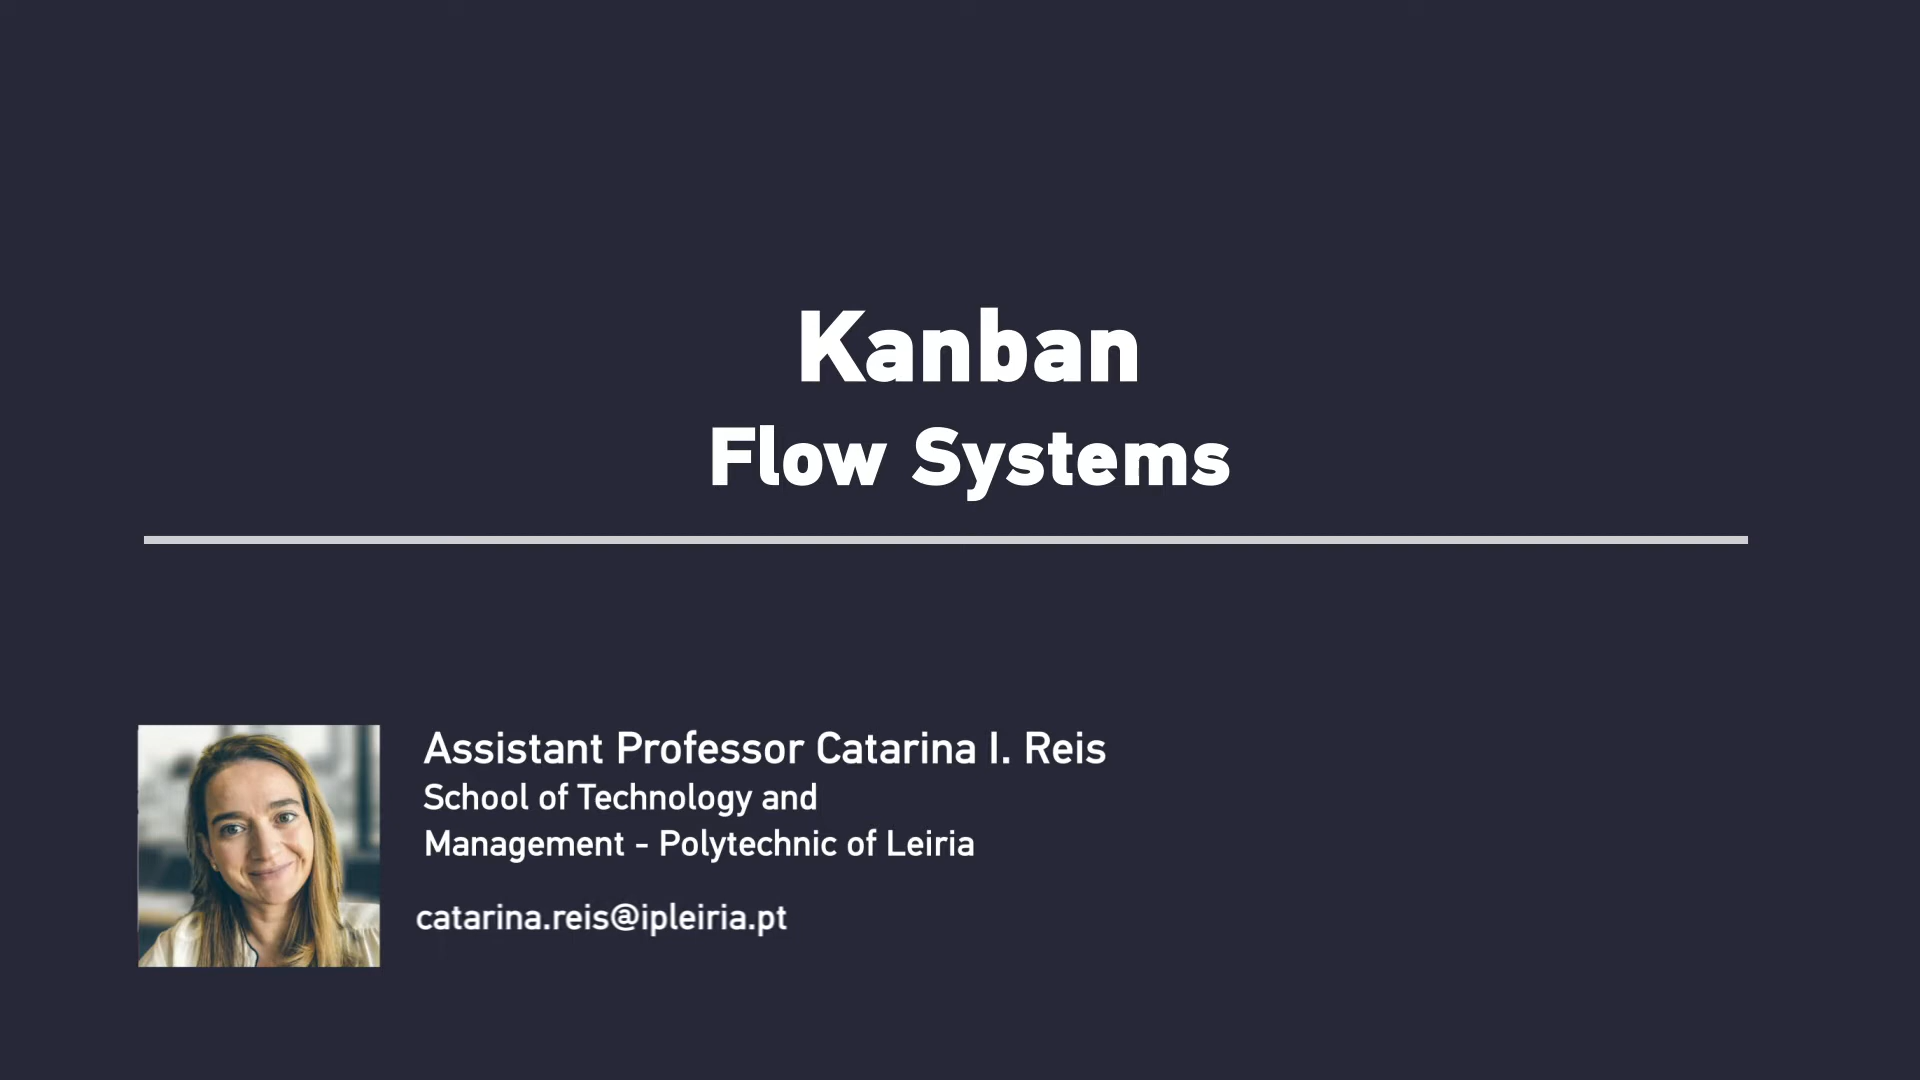 Kanban
Flow Systems
Assistant Professor Catarina I. Reis
School of Technology and
Management - Polytechnic of Leiria
catarina.reis@ipleiria.pt